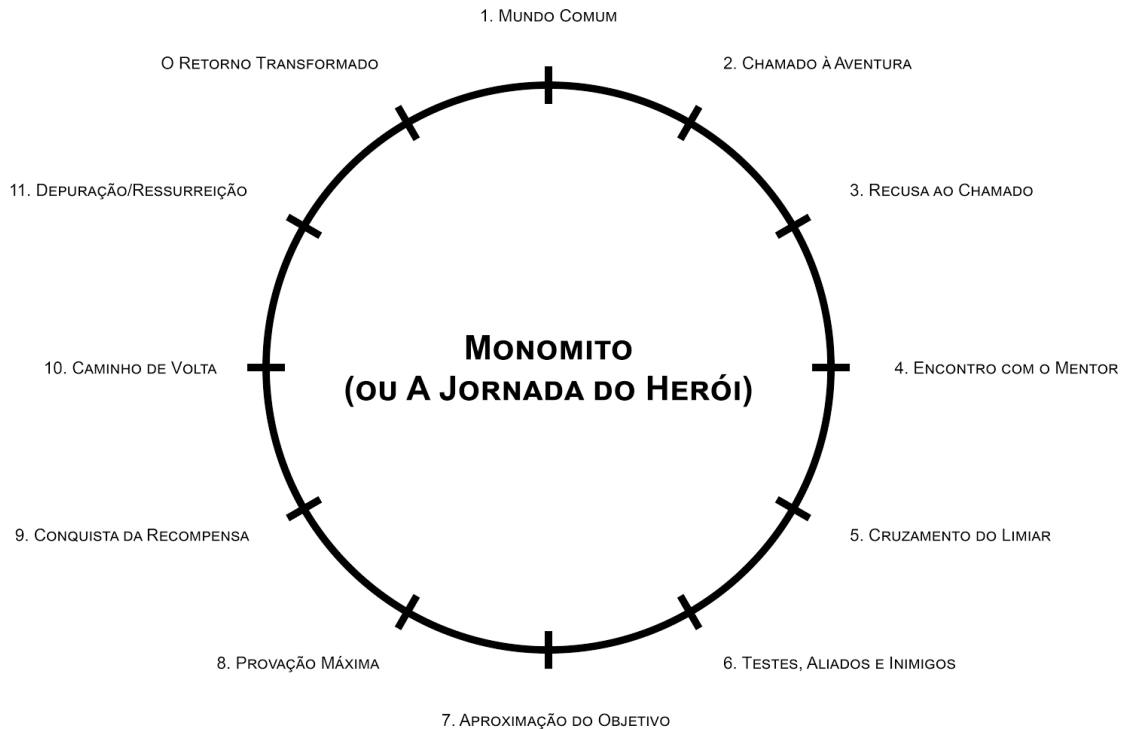 1. Mundo Comum
O Retorno Transformado
2. Chamado à Aventura
11. Depuração/Ressurreição
3. Recusa ao Chamado
Monomito
(ou A Jornada do Herói)
10. Caminho de Volta
4. Encontro com o Mentor
9. Conquista da Recompensa
5. Cruzamento do Limiar
8. Provação Máxima
6. Testes, Aliados e Inimigos
7. Aproximação do Objetivo